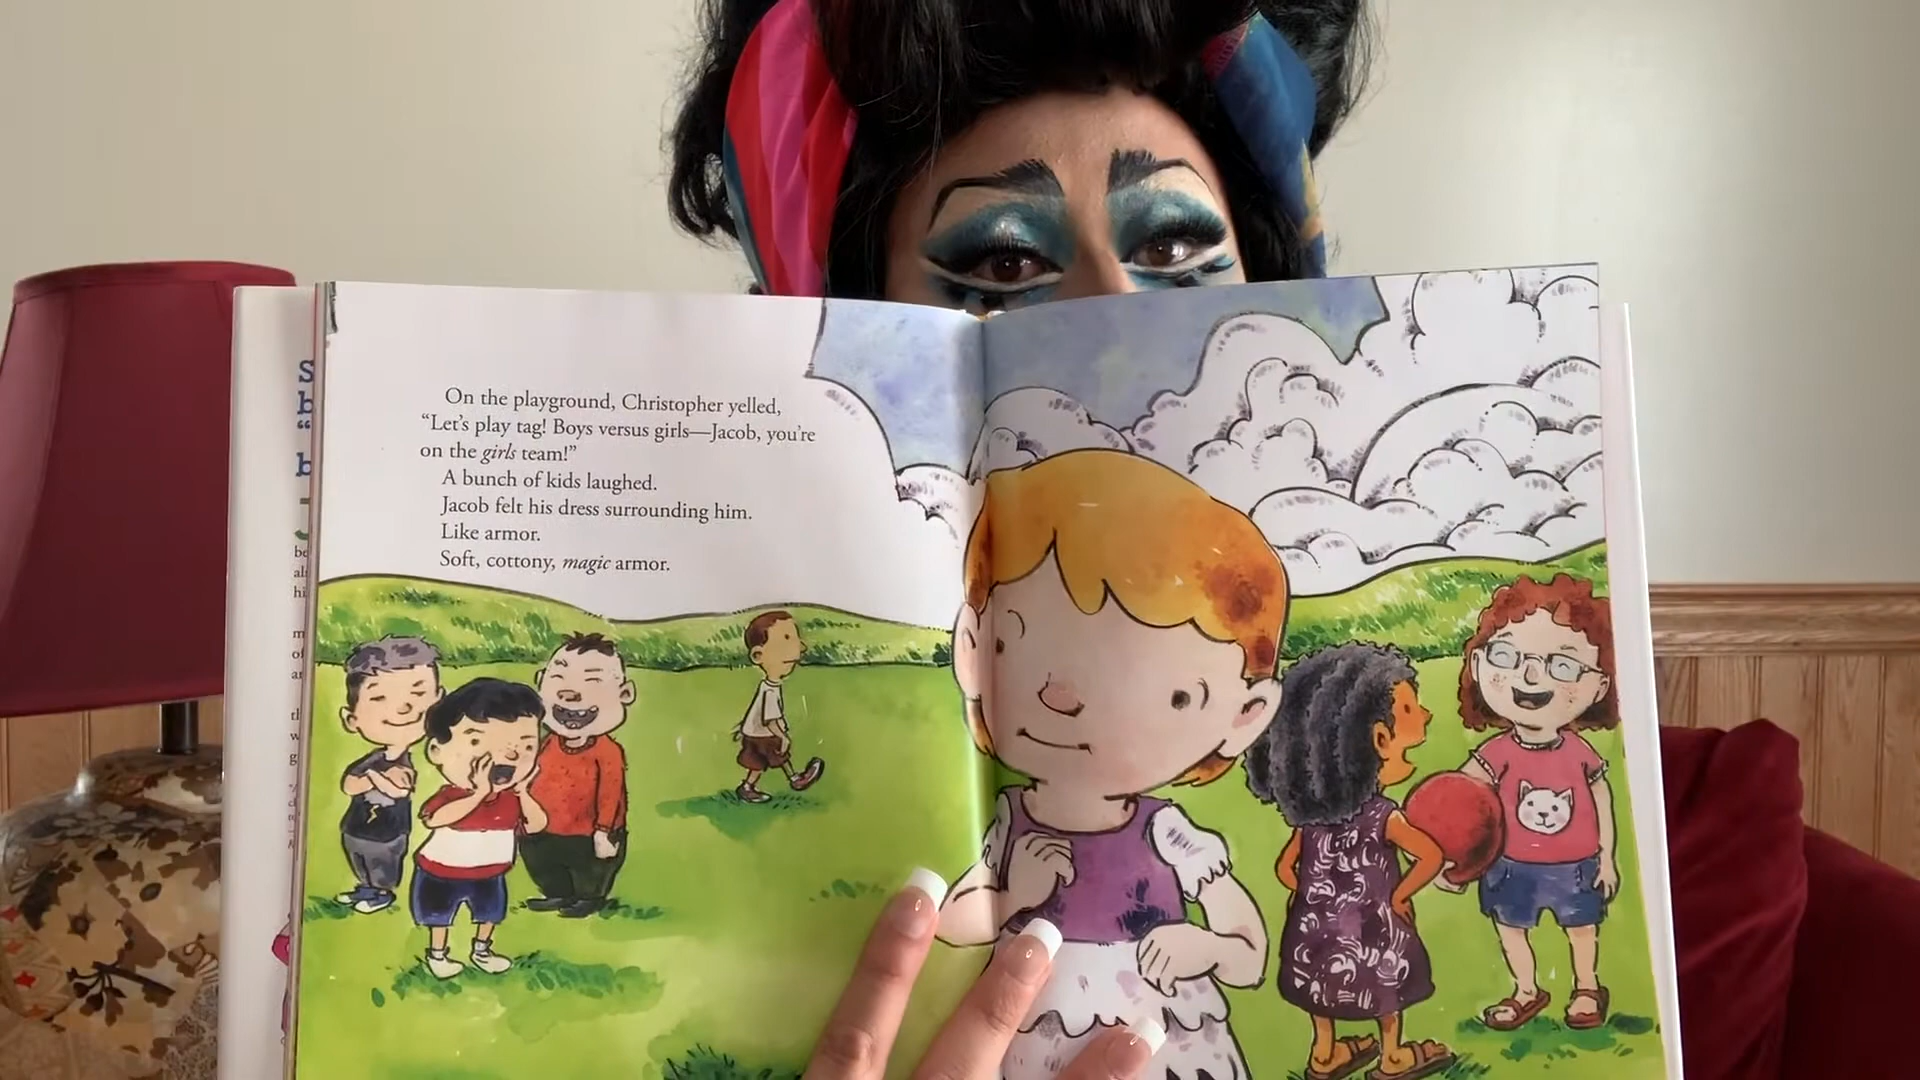 On the playground, Christopher yelled,
“Let’s play tag! Boys versus girls—Jacob, you’re
on the girls team!”
A bunch of kids laughed.
Jacob felt his dress surrounding him.
Like armor.
Soft, cottony, magic armor.